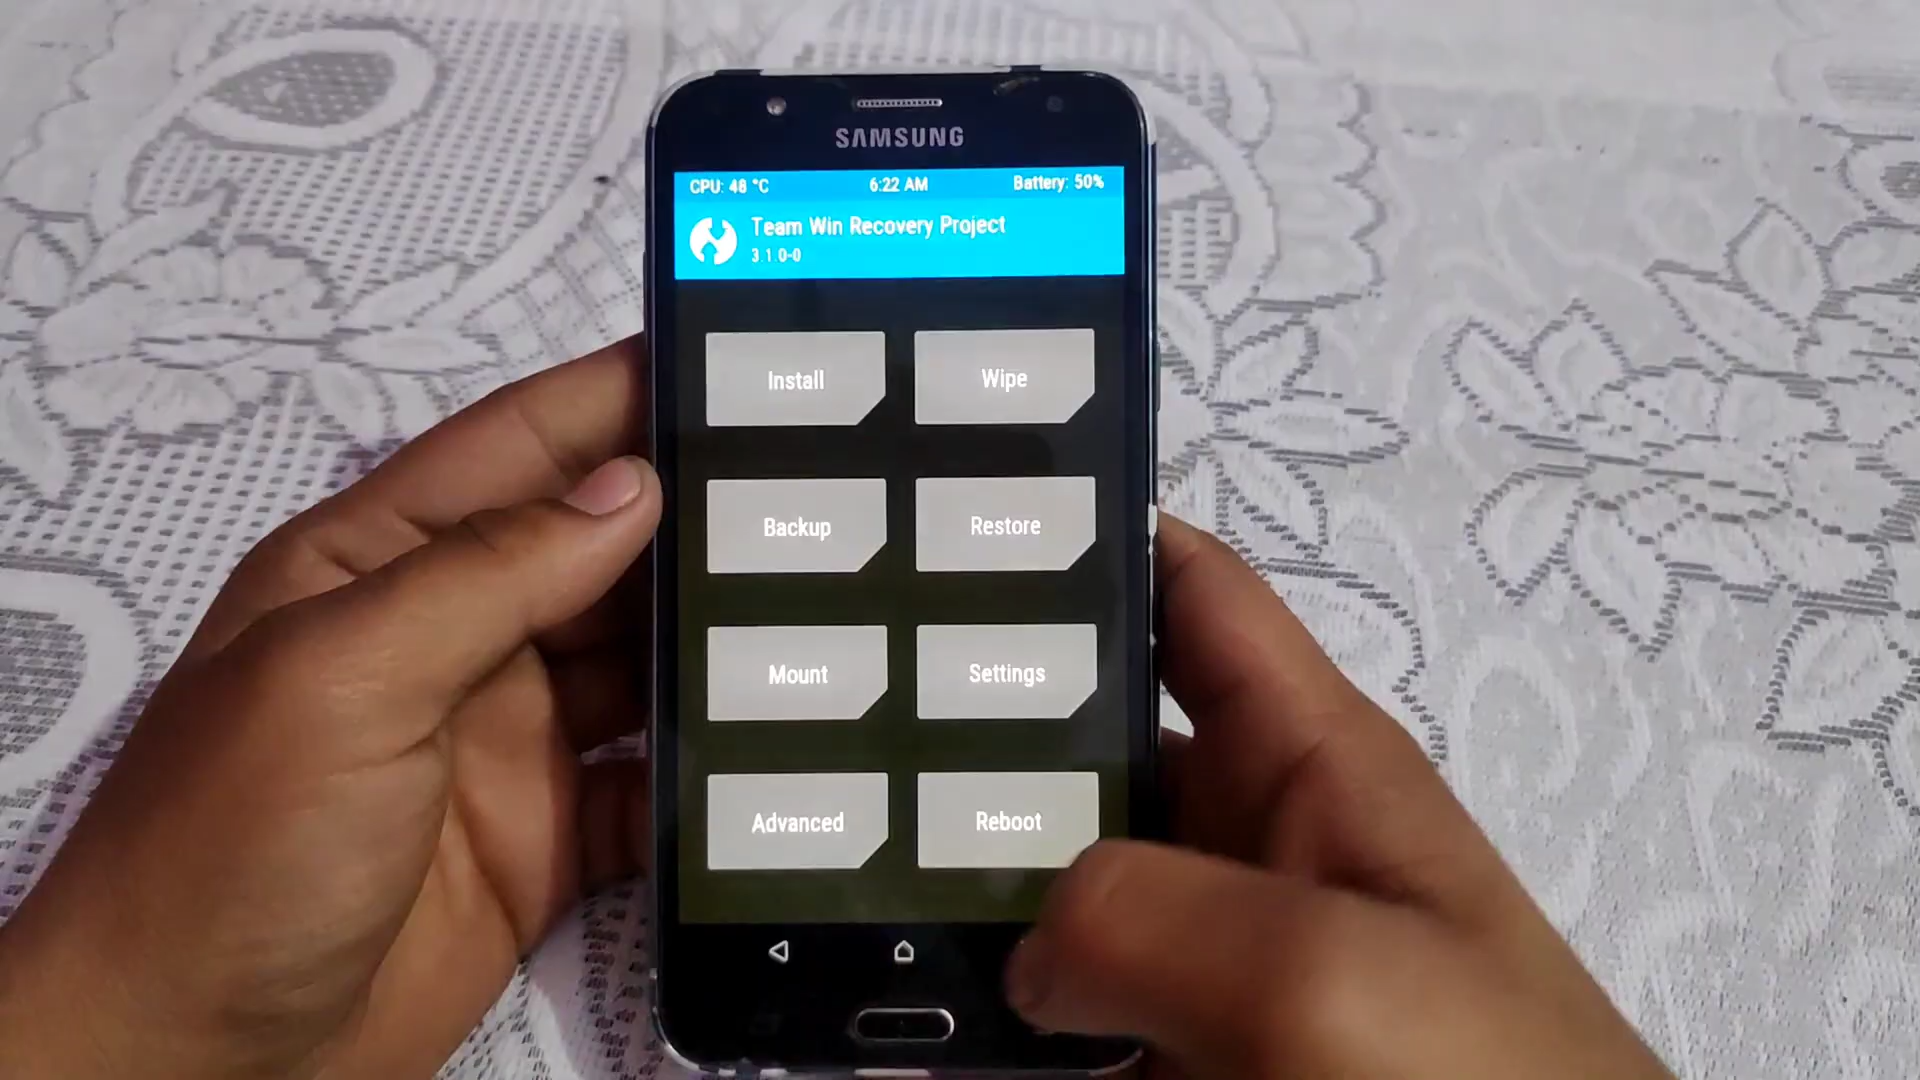 SAMSUNG
CPU: 48 °C 6:22 AM Battery: 50%
Team Win Recovery Project
3.1.0-0
Install Wipe
Backup Restore
Mount Settings
Advanced Reboot